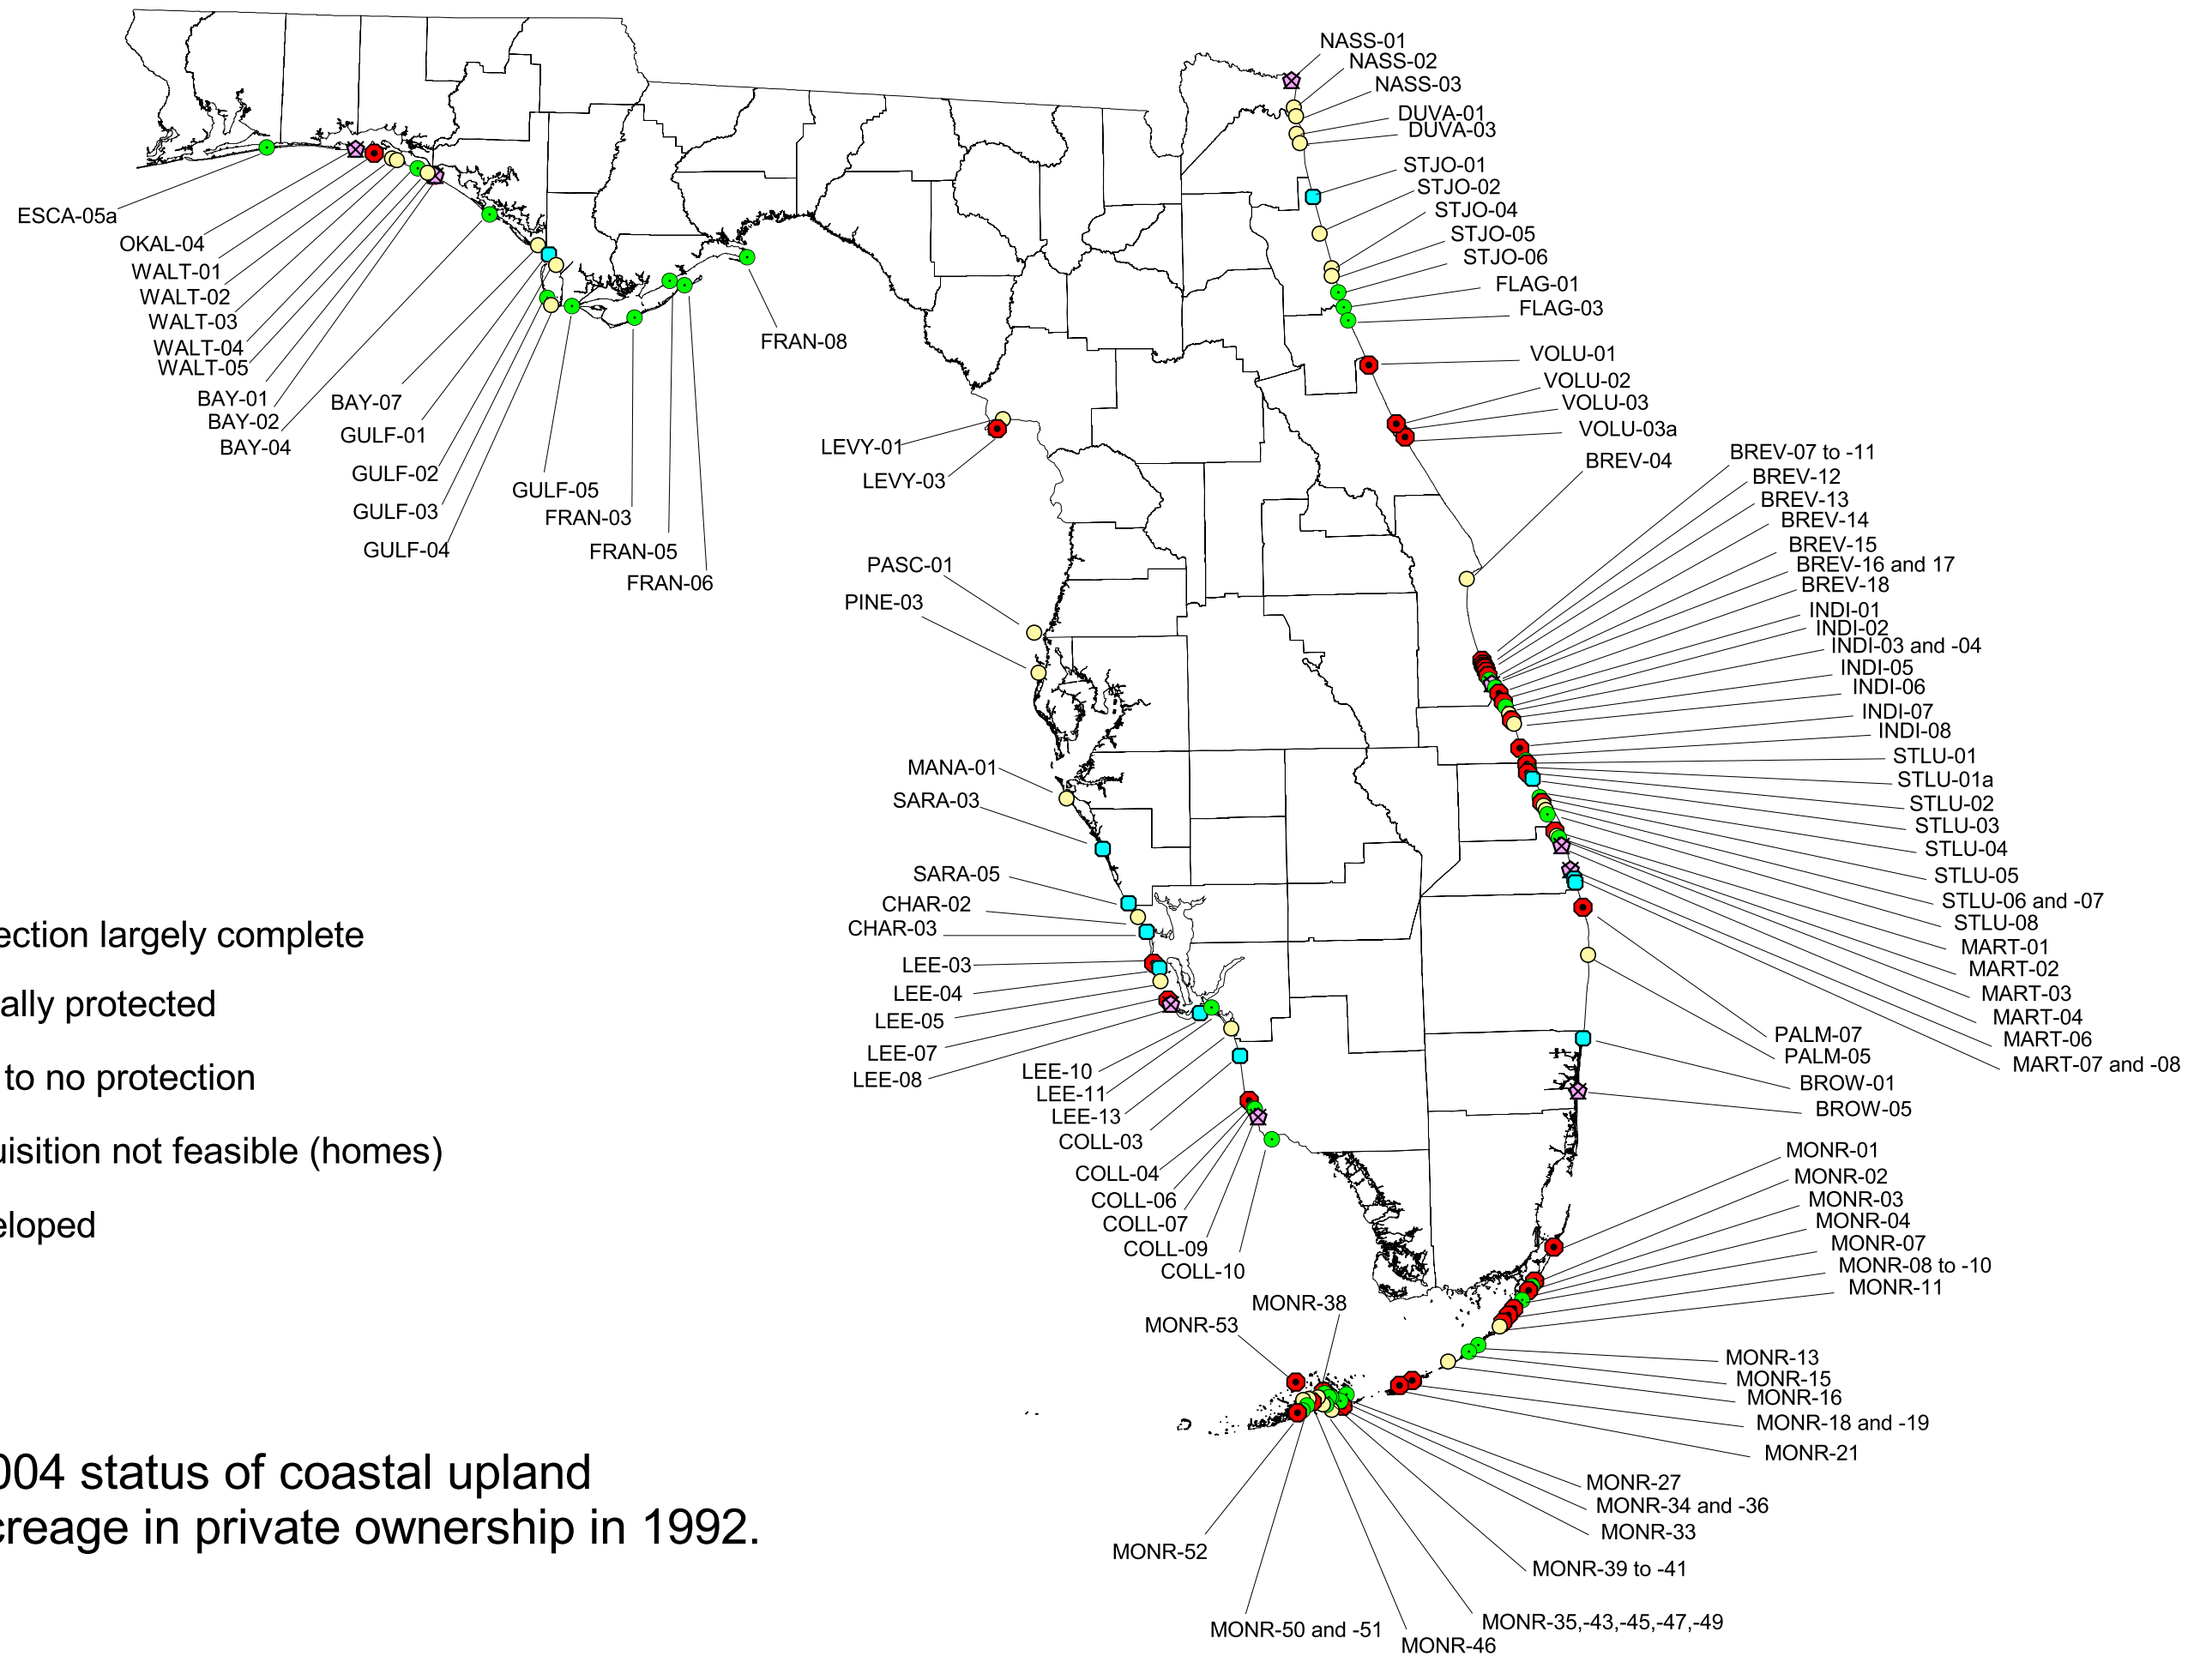 NASS-01
NASS-02
NASS-03
DUVA-01
DUVA-03
STJO-01
STJO-02
STJO-04
STJO-05
STJO-06
FLAG-01
FLAG-03
VOLU-01
VOLU-02
VOLU-03
VOLU-03a
BREV-04
BREV-07 to -11
BREV-12
BREV-13
BREV-14
BREV-15
BREV-16 and 17
BREV-18
INDI-01
INDI-02
INDI-03 and -04
INDI-05
INDI-06
INDI-07
INDI-08
STLU-01
STLU-01a
STLU-02
STLU-03
STLU-04
STLU-05
STLU-06 and -07
STLU-08
MART-01
MART-02
MART-03
MART-04
MART-06
MART-07 and -08
PALM-07
PALM-05
BROW-01
BROW-05
MONR-01
MONR-02
MONR-03
MONR-04
MONR-07
MONR-08 to -10
MONR-11
MONR-13
MONR-15
MONR-16
MONR-18 and -19
MONR-21
MONR-27
MONR-34 and -36
MONR-33
MONR-39 to -41
MONR-35,-43,-45,-47,-49
MONR-46
MONR-50 and -51
MONR-52
MONR-53
MONR-38
ESCA-05a
OKAL-04
WALT-01
WALT-02
WALT-03
WALT-04
WALT-05
BAY-01
BAY-02
BAY-04
BAY-07
GULF-01
GULF-02
GULF-03
GULF-04
GULF-05
FRAN-03
FRAN-05
FRAN-06
FRAN-08
LEVY-01
LEVY-03
PASC-01
PINE-03
MANA-01
SARA-03
SARA-05
CHAR-02
CHAR-03
LEE-03
LEE-04
LEE-05
LEE-07
LEE-08
LEE-10
LEE-11
LEE-13
COLL-03
COLL-04
COLL-06
COLL-07
COLL-09
COLL-10
ection largely complete
ally protected
to no protection
uisition not feasible (homes)
eloped
004 status of coastal upland
creage in private ownership in 1992.